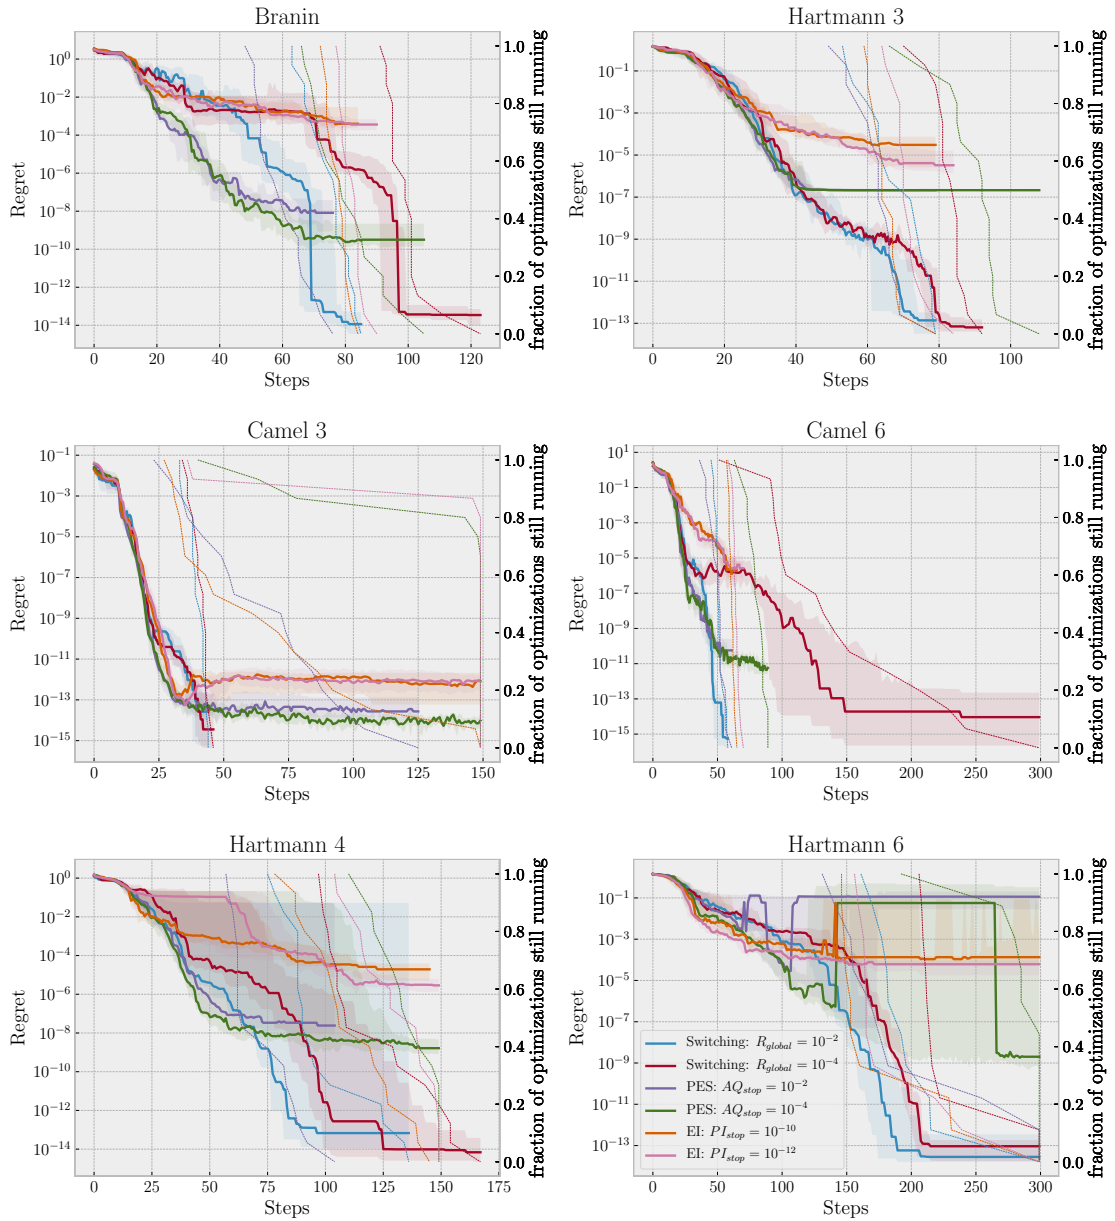 Branin
10^0
10^−2
10^−4
10^−6
10^−8
10^−10
10^−12
10^−14
Regret
0 20 40 60 80 100 120
Steps
1.0
0.8
0.6
0.4
0.2
0.0
fraction of optimizations still running
Hartmann 3
10^−1
10^−3
10^−5
10^−7
10^−9
10^−11
10^−13
Regret
0 20 40 60 80 100
Steps
1.0
0.8
0.6
0.4
0.2
0.0
fraction of optimizations still running
Camel 3
10^−1
10^−3
10^−5
10^−7
10^−9
10^−11
10^−13
10^−15
Regret
0 25 50 75 100 125 150
Steps
1.0
0.8
0.6
0.4
0.2
0.0
fraction of optimizations still running
Camel 6
10^1
10^−1
10^−3
10^−5
10^−7
10^−9
10^−11
10^−13
10^−15
Regret
0 50 100 150 200 250 300
Steps
1.0
0.8
0.6
0.4
0.2
0.0
fraction of optimizations still running
Hartmann 4
10^0
10^−2
10^−4
10^−6
10^−8
10^−10
10^−12
10^−14
Regret
0 25 50 75 100 125 150 175
Steps
1.0
0.8
0.6
0.4
0.2
0.0
fraction of optimizations still running
Hartmann 6
10^−1
10^−3
10^−5
10^−7
10^−9
10^−11
10^−13
Regret
Switching: R_global = 10^−2
Switching: R_global = 10^−4
PES: AQ_stop = 10^−2
PES: AQ_stop = 10^−4
EI: PI_stop = 10^−10
EI: PI_stop = 10^−12
0 50 100 150 200 250 300
Steps
1.0
0.8
0.6
0.4
0.2
0.0
fraction of optimizations still running